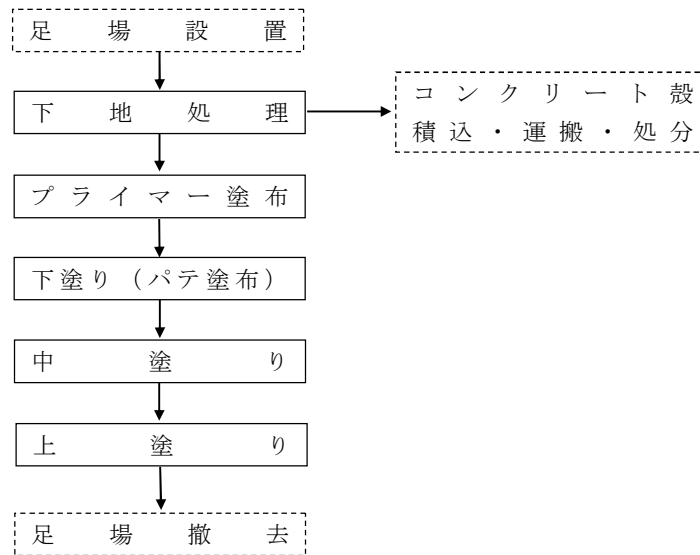 足場設置
下地処理
コンクリート殻
積込・運搬・処分
プライマー塗布
下塗り（パテ塗布）
中塗り
上塗り
足場撤去